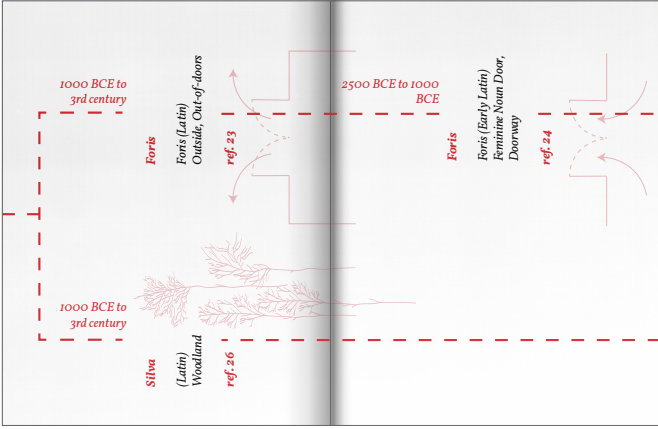 1000 BCE to
3rd century
Foris
Foris (Latin)
Outside, Out-of-doors
ref. 23
2500 BCE to 1000
BCE
Foris
Foris (Early Latin)
Feminine Noun Door,
Doorway
ref. 24
1000 BCE to
3rd century
Silva
(Latin)
Woodland
ref. 26